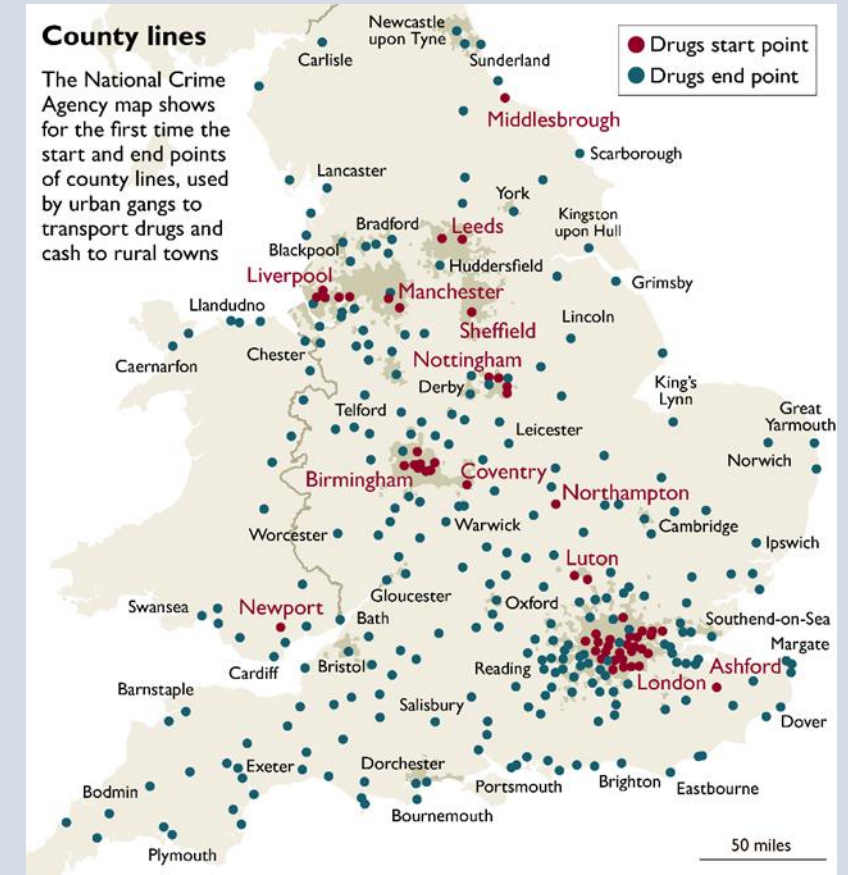 County lines
The National Crime
Agency map shows
for the first time the
start and end points
of county lines, used
by urban gangs to
transport drugs and
cash to rural towns
Drugs start point
Drugs end point
Newcastle
upon Tyne
Carlisle
Sunderland
Middlesbrough
Scarborough
Lancaster
York
Bradford
Leeds
Kingston
upon Hull
Blackpool
Huddersfield
Liverpool
Manchester
Grimsby
Llandudno
Lincoln
Sheffield
Chester
Nottingham
Caernarfon
Derby
King's
Lynn
Telford
Great
Yarmouth
Leicester
Norwich
Birmingham
Coventry
Northampton
Worcester
Warwick
Cambridge
Ipswich
Luton
Gloucester
Oxford
Swansea
Newport
Bath
Southend-on-Sea
Margate
Cardiff
Bristol
Reading
Ashford
London
Barnstaple
Salisbury
Dover
Exeter
Dorchester
Bodmin
Portsmouth
Brighton
Eastbourne
Bournemouth
Plymouth
50 miles